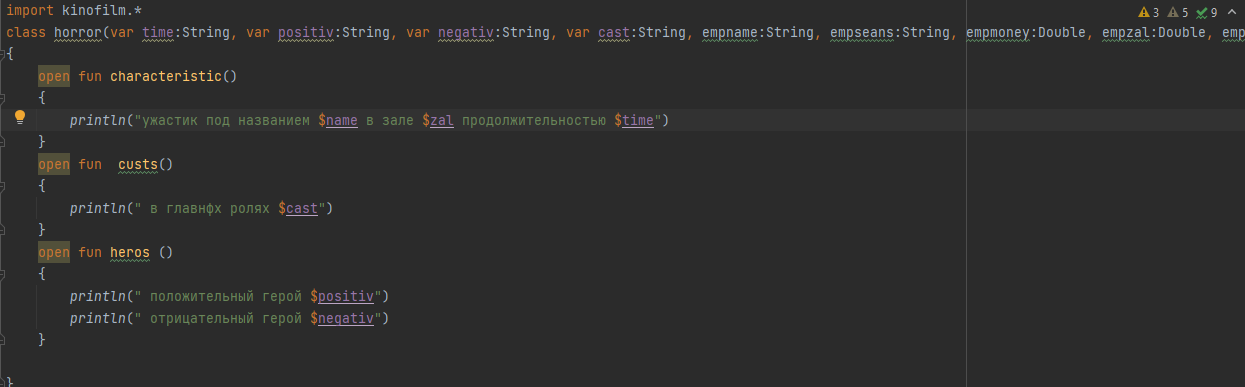 import kinofilm.*
3 5 9
class horror(var time:String, var positiv:String, var negativ:String, var cast:String, empname:String, empseans:String, empmoney:Double, empzal:Double, emp
{
open fun characteristic()
{
println("ужастик под названием $name в зале $zal продолжительностью $time")
}
open fun custs()
{
println(" в главнфх ролях $cast")
}
open fun heros ()
{
println(" положительный герой $positiv")
println(" отрицательный герой $negativ")
}
}